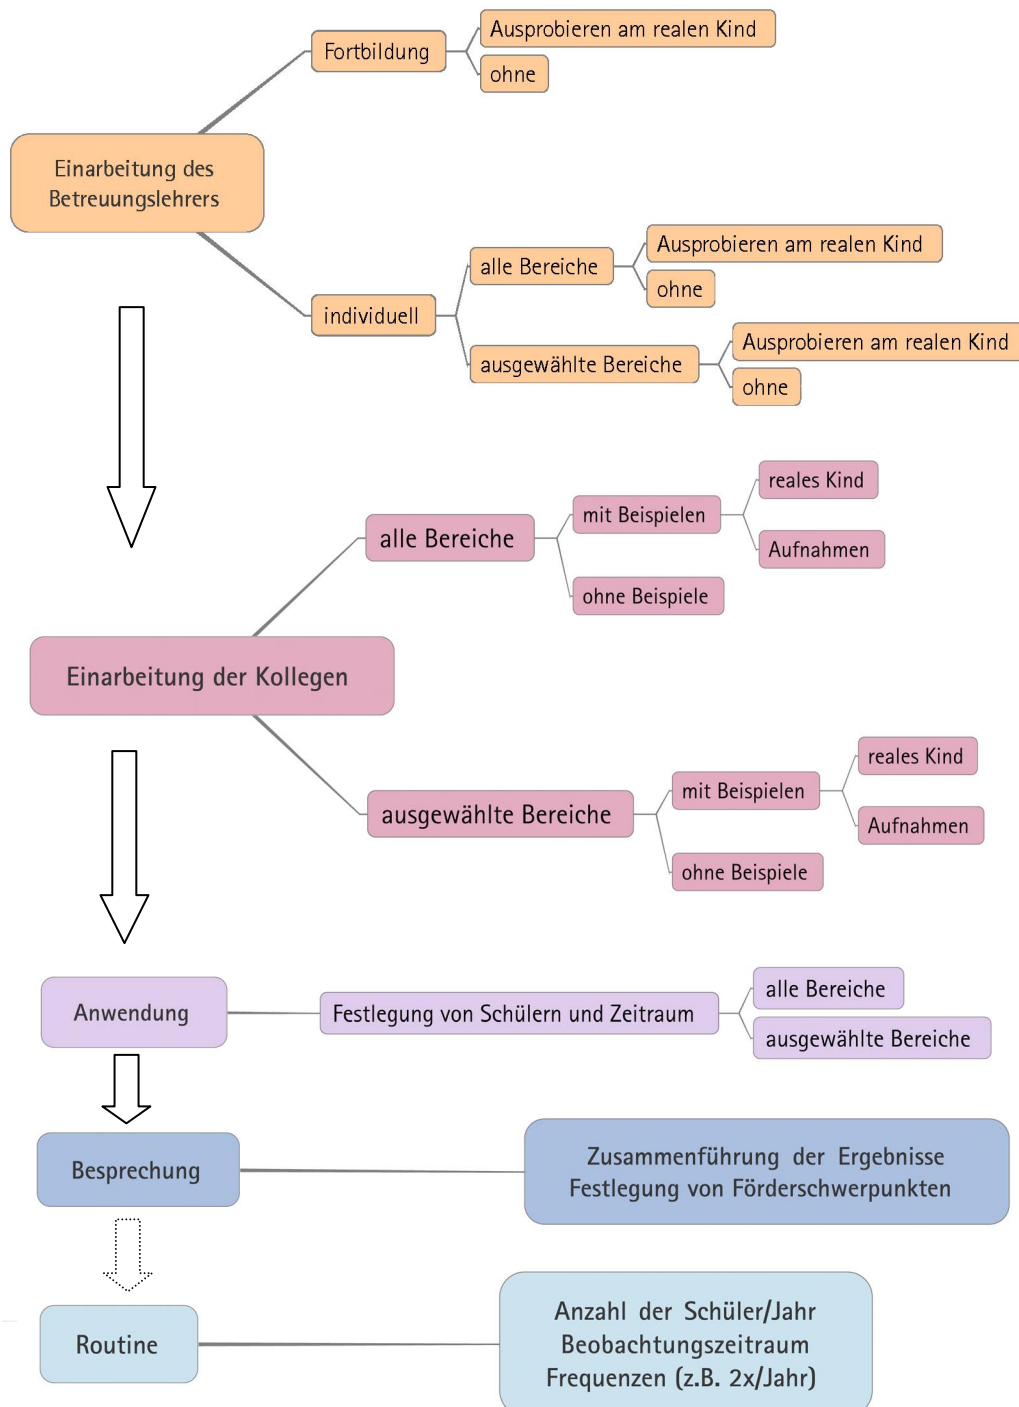 Ausprobieren am realen Kind
Fortbildung
ohne
Einarbeitung des
Betreuungslehrers
Ausprobieren am realen Kind
alle Bereiche
ohne
individuell
Ausprobieren am realen Kind
ausgewählte Bereiche
ohne
reales Kind
mit Beispielen
alle Bereiche
Aufnahmen
ohne Beispiele
Einarbeitung der Kollegen
reales Kind
mit Beispielen
ausgewählte Bereiche
Aufnahmen
ohne Beispiele
alle Bereiche
Anwendung
Festlegung von Schülern und Zeitraum
ausgewählte Bereiche
Besprechung
Zusammenführung der Ergebnisse
Festlegung von Förderschwerpunkten
Routine
Anzahl der Schüler/Jahr
Beobachtungszeitraum
Frequenzen (z.B. 2x/Jahr)